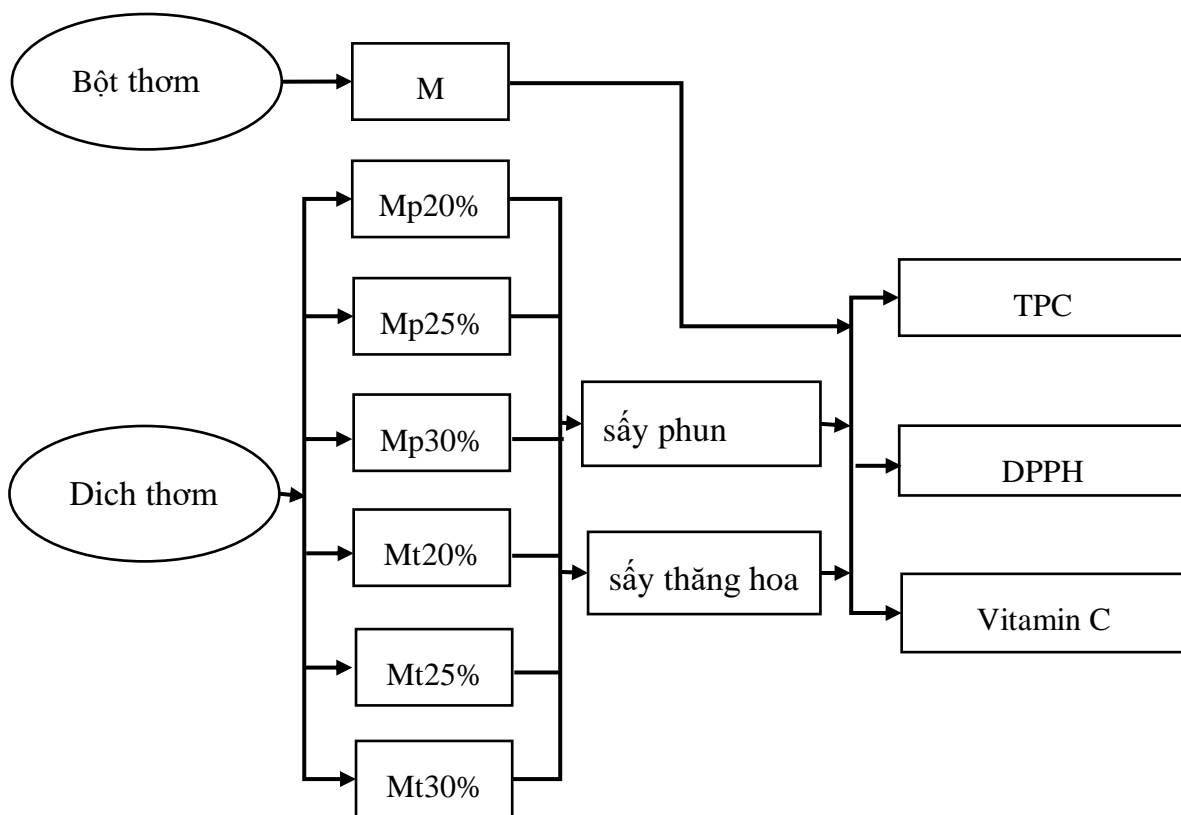 Bột thơm
M
Mp20%
Mp25%
Mp30%
Dich thơm
Mt20%
Mt25%
Mt30%
sấy phun
sấy thăng hoa
TPC
DPPH
Vitamin C